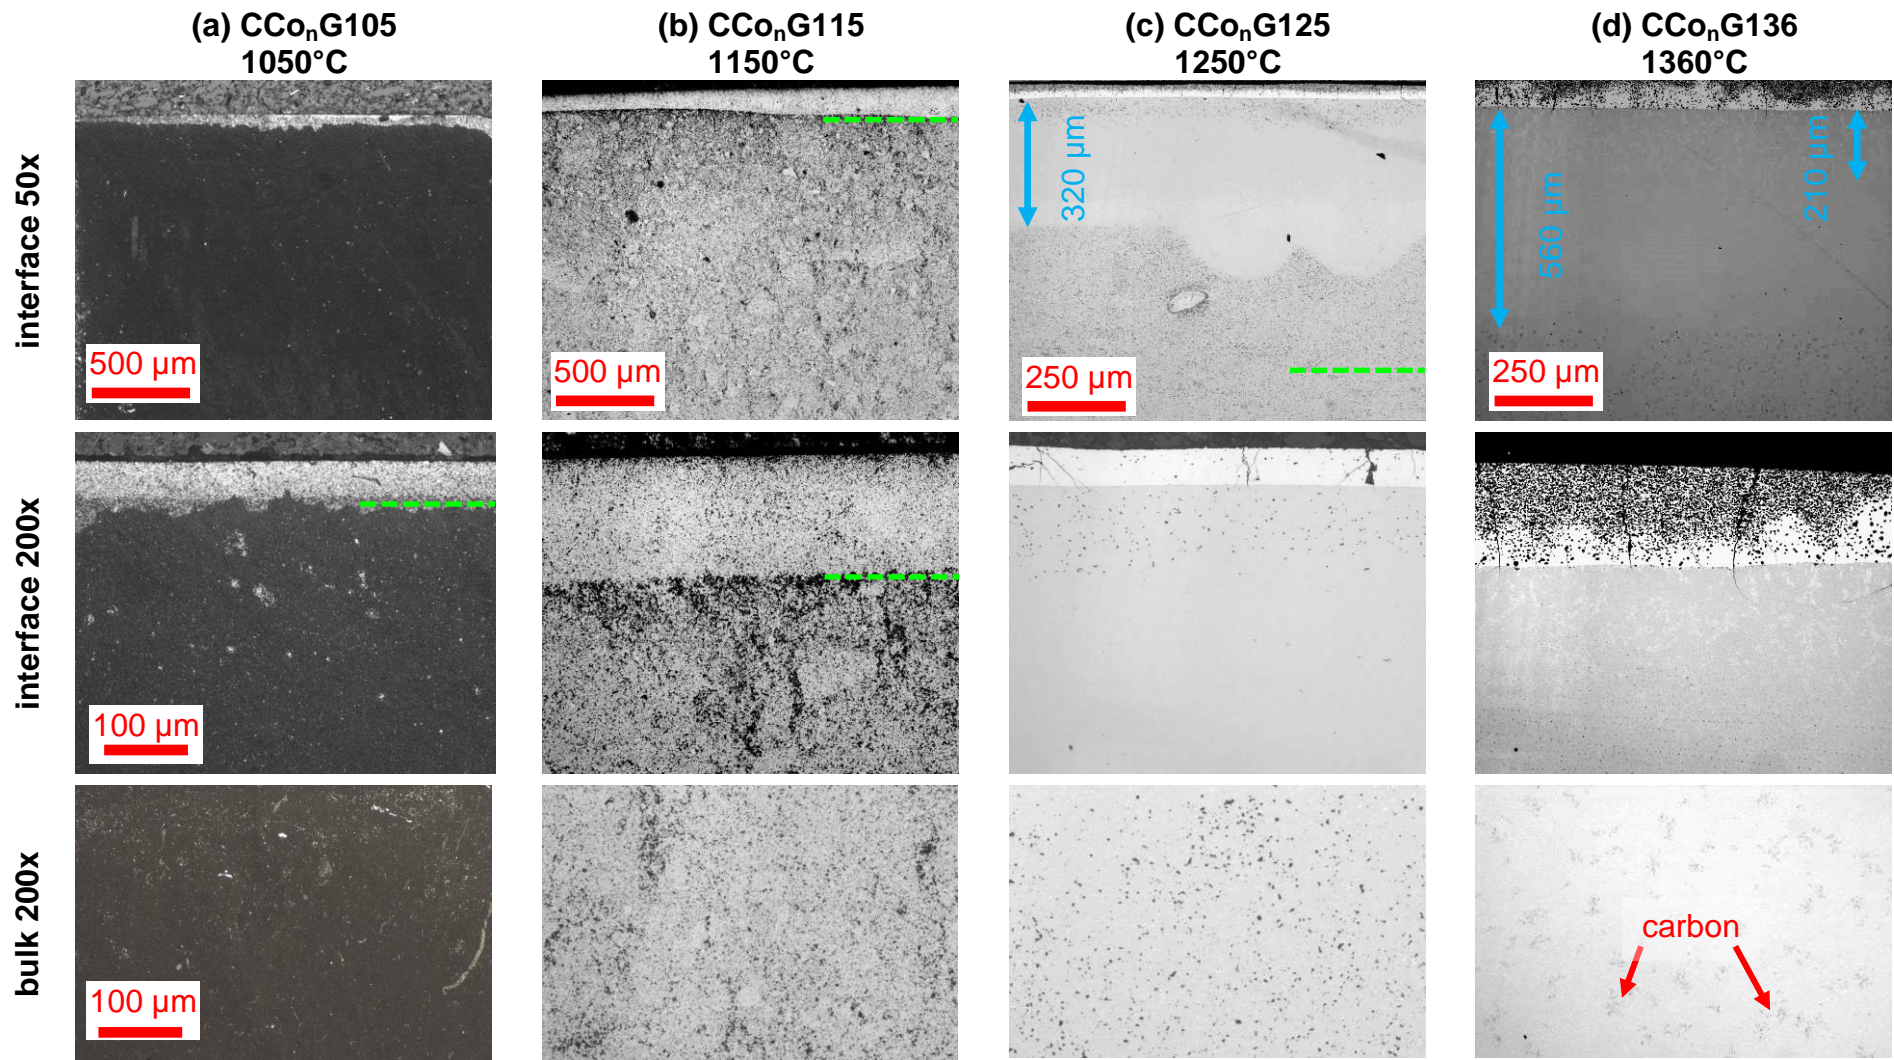 (a) CCoₙG105
1050°C
(b) CCoₙG115
1150°C
(c) CCoₙG125
1250°C
(d) CCoₙG136
1360°C
interface 50x
500 µm
500 µm
320 µm
250 µm
560 µm
210 µm
250 µm
interface 200x
100 µm
bulk 200x
100 µm
carbon